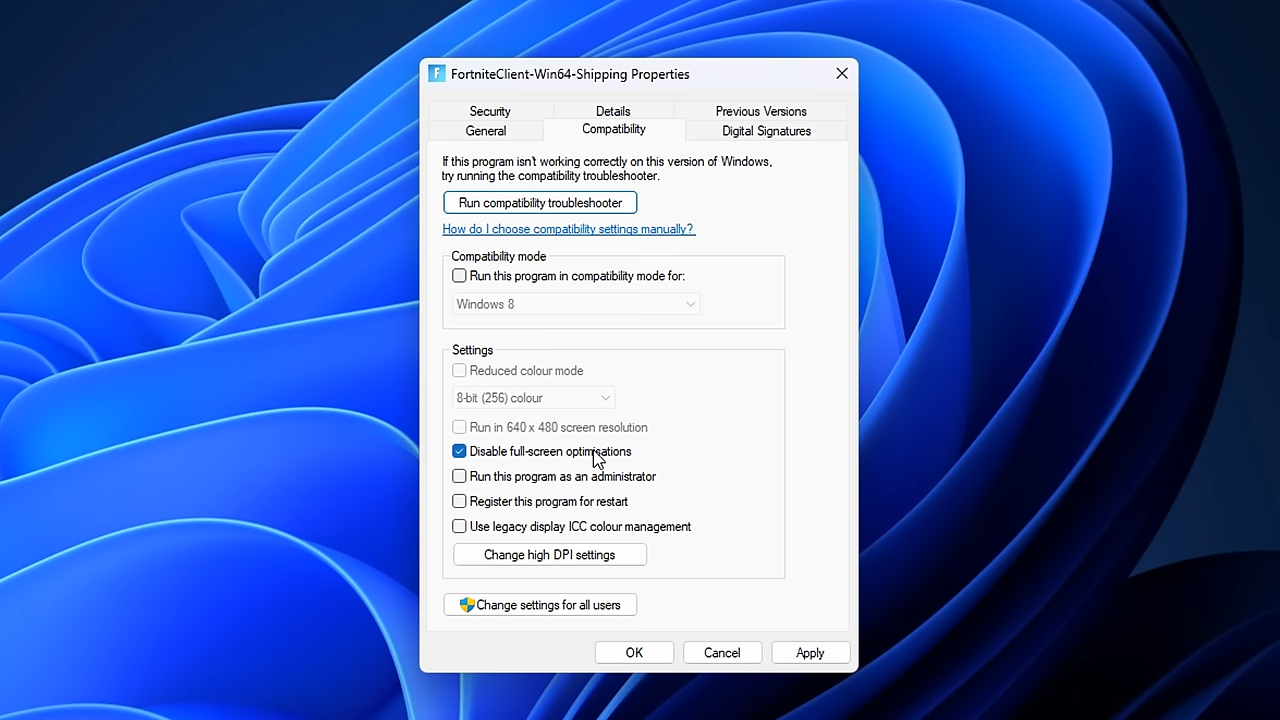 F FortniteClient-Win64-Shipping Properties
Security Details Previous Versions
General Compatibility Digital Signatures
If this program isn't working correctly on this version of Windows,
try running the compatibility troubleshooter.
Run compatibility troubleshooter
How do I choose compatibility settings manually?
Compatibility mode
Run this program in compatibility mode for:
Windows 8
Settings
Reduced colour mode
8-bit (256) colour
Run in 640 x 480 screen resolution
Disable full-screen optimisations
Run this program as an administrator
Register this program for restart
Use legacy display ICC colour management
Change high DPI settings
Change settings for all users
OK Cancel Apply